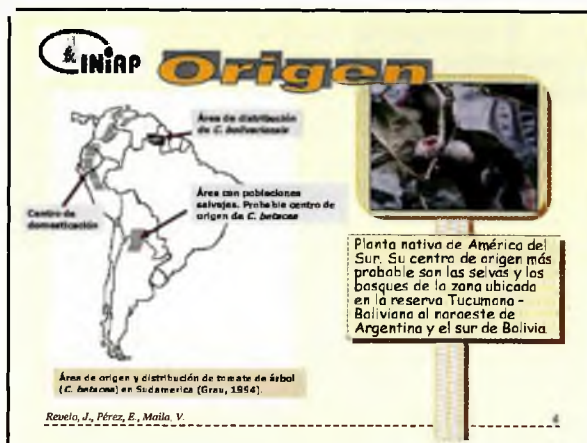 INIAP
Origen
Área de distribución
de C. bolivariensis
Área con poblaciones
salvajes. Probable centro de
origen de C. betacea
Centro de
domesticación
Planta nativa de América del
Sur. Su centro de origen más
probable son las selvas y los
bosques de la zona ubicada
en la reserva Tucumano -
Boliviana al noroeste de
Argentina y el sur de Bolivia
Área de origen y distribución de tomate de árbol
(C. betacea) en Sudamerica (Grau, 1954).
Revelo, J., Pérez, E., Maila, V.
4